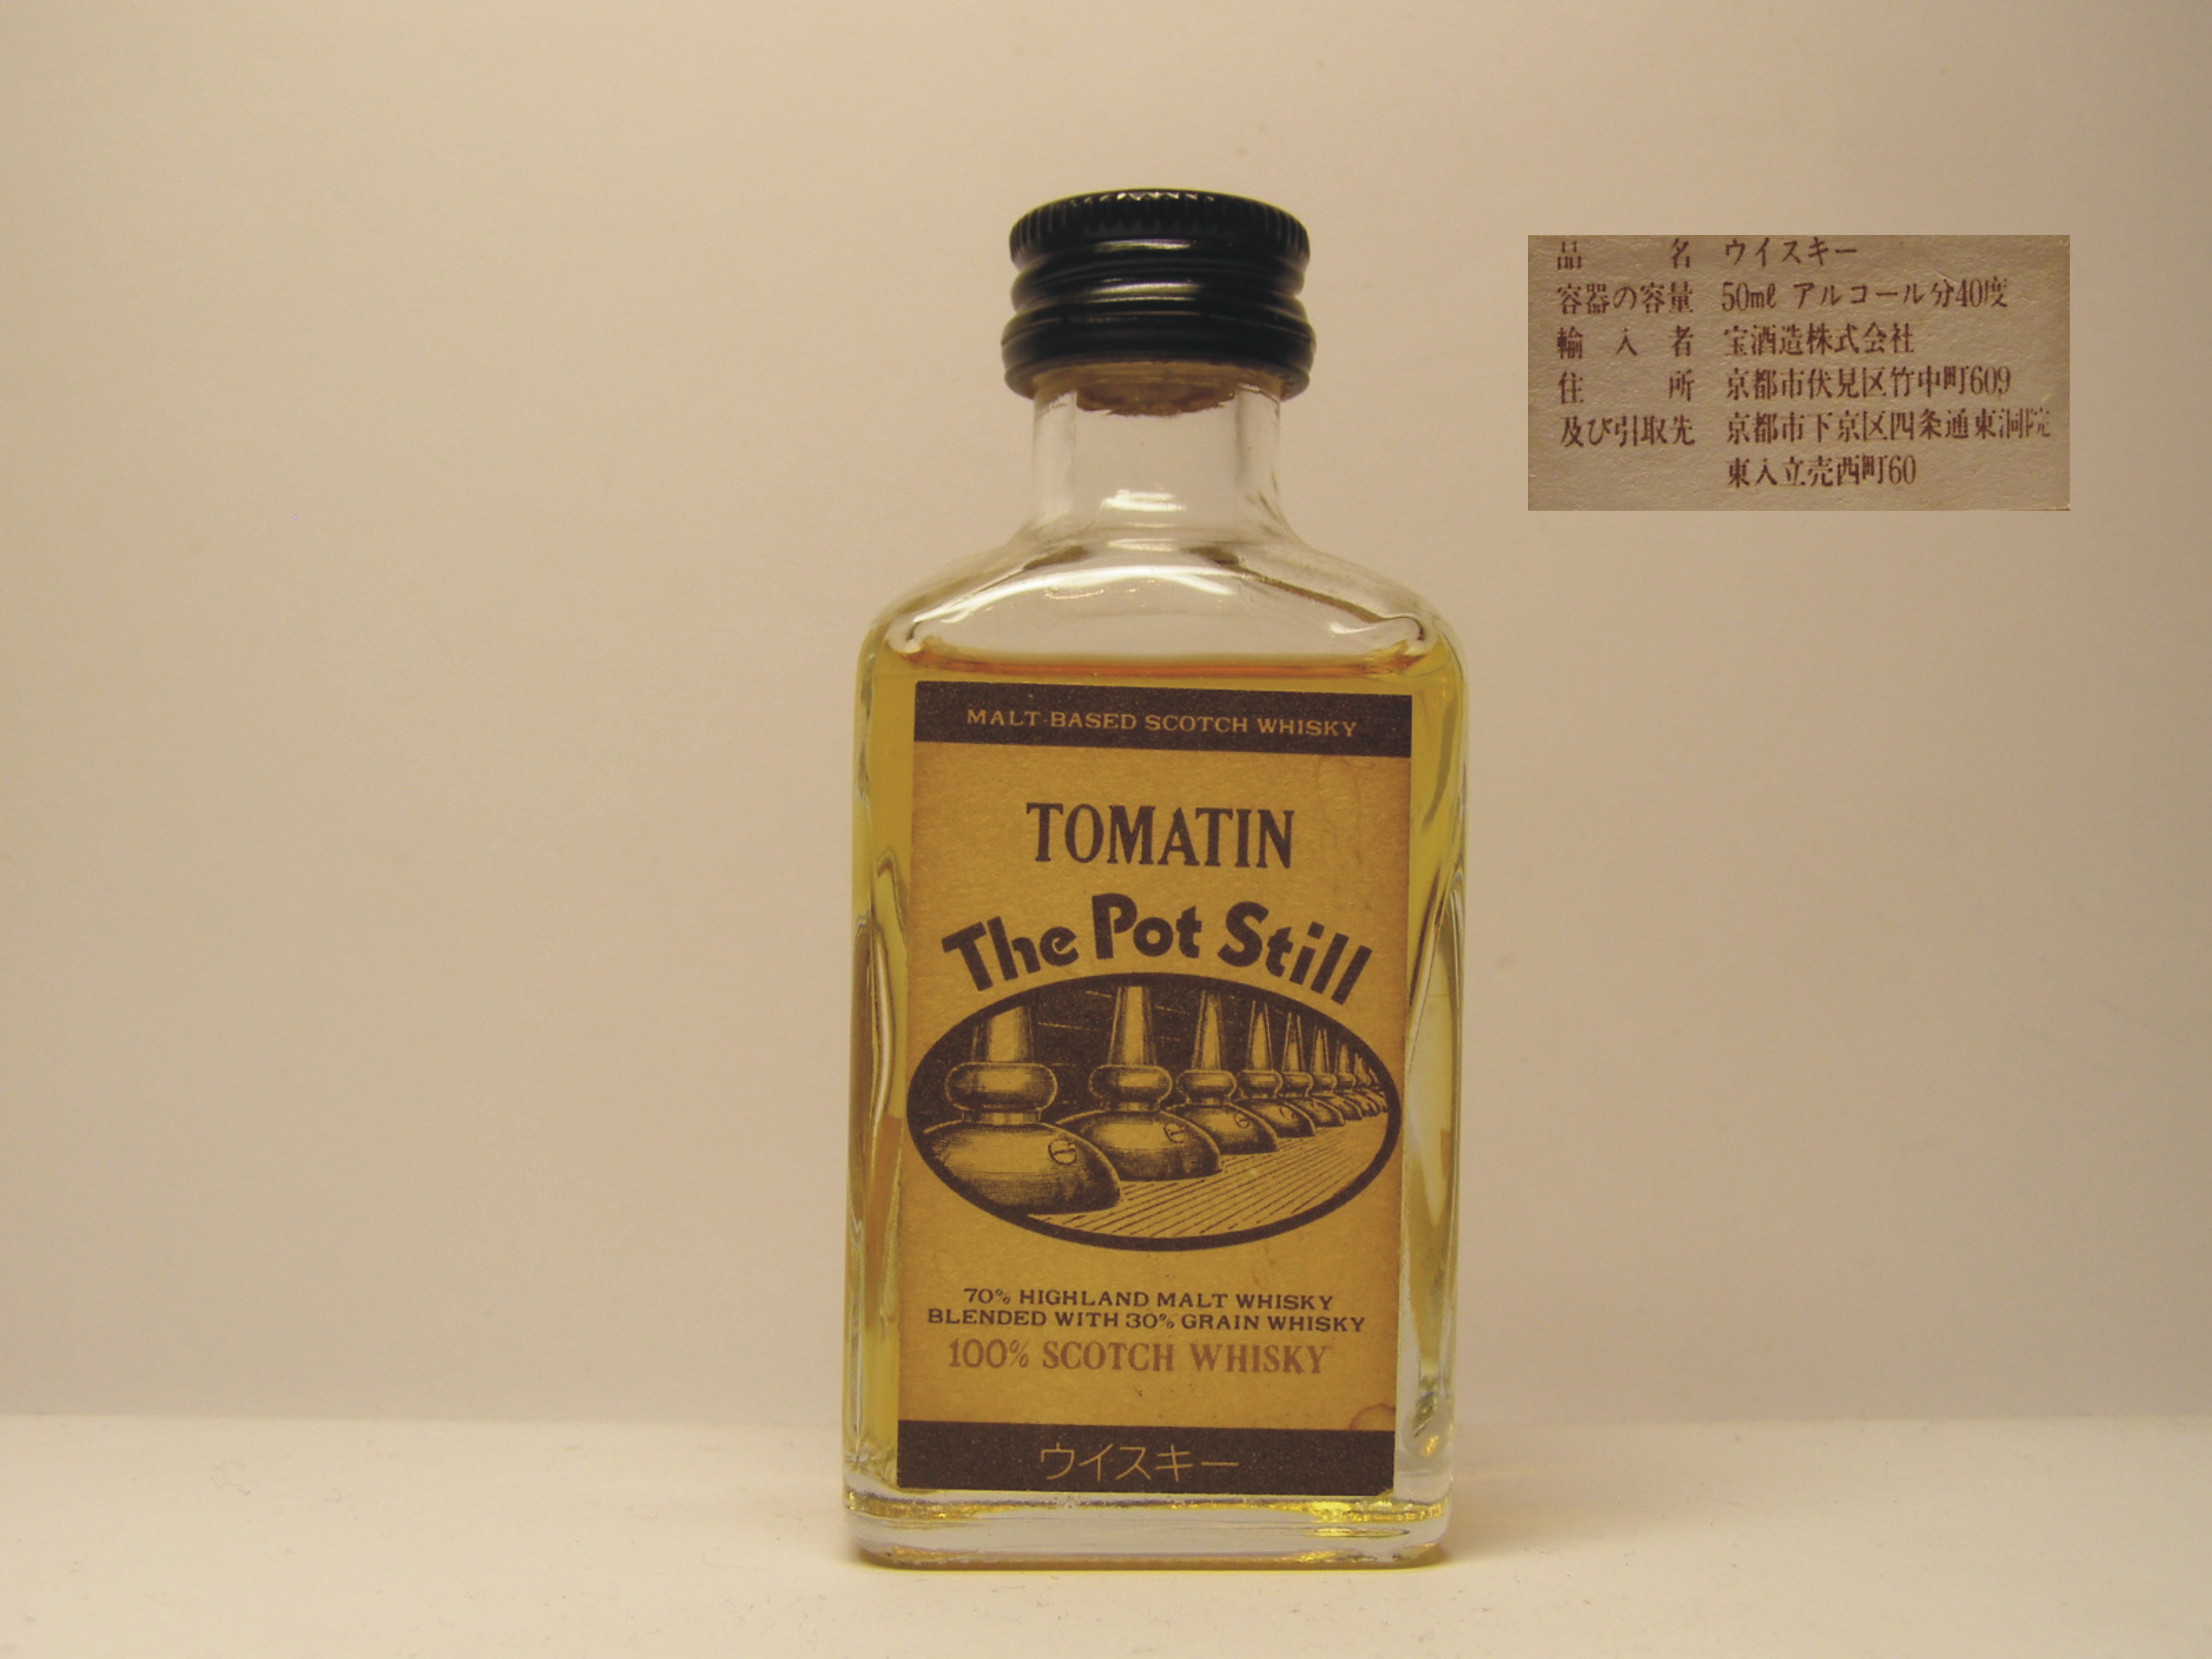 MALT-BASED SCOTCH WHISKY
TOMATIN
The Pot Still
70% HIGHLAND MALT WHISKY
BLENDED WITH 30% GRAIN WHISKY
100% SCOTCH WHISKY
ウイスキー
品名 ウイスキー
容器の容量 50ml アルコール分40度
輸入者 宝酒造株式会社
住所 京都市伏見区竹中町609
及び引取先 京都市下京区四条通東洞院
東入立売西町60